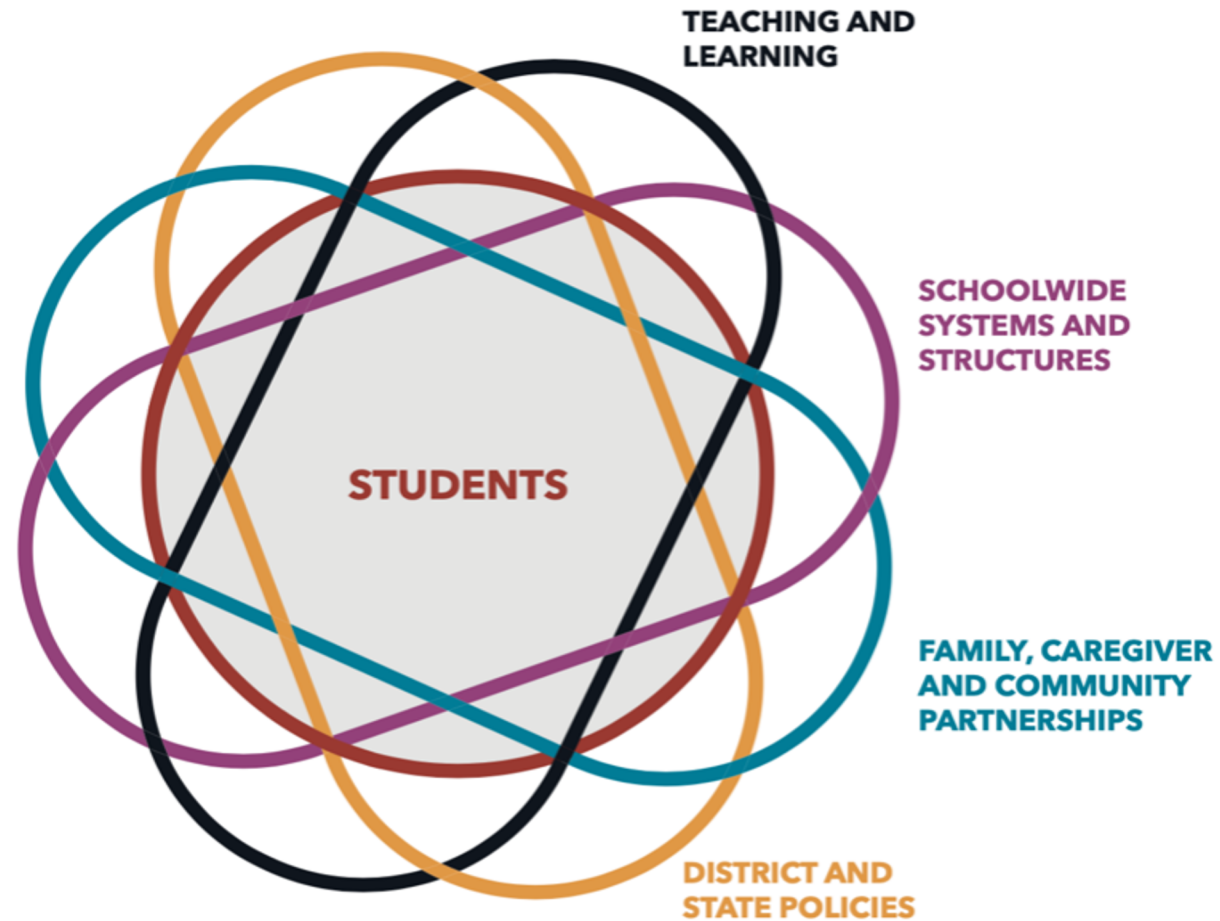 TEACHING AND
LEARNING
SCHOOLWIDE
SYSTEMS AND
STRUCTURES
STUDENTS
FAMILY, CAREGIVER
AND COMMUNITY
PARTNERSHIPS
DISTRICT AND
STATE POLICIES